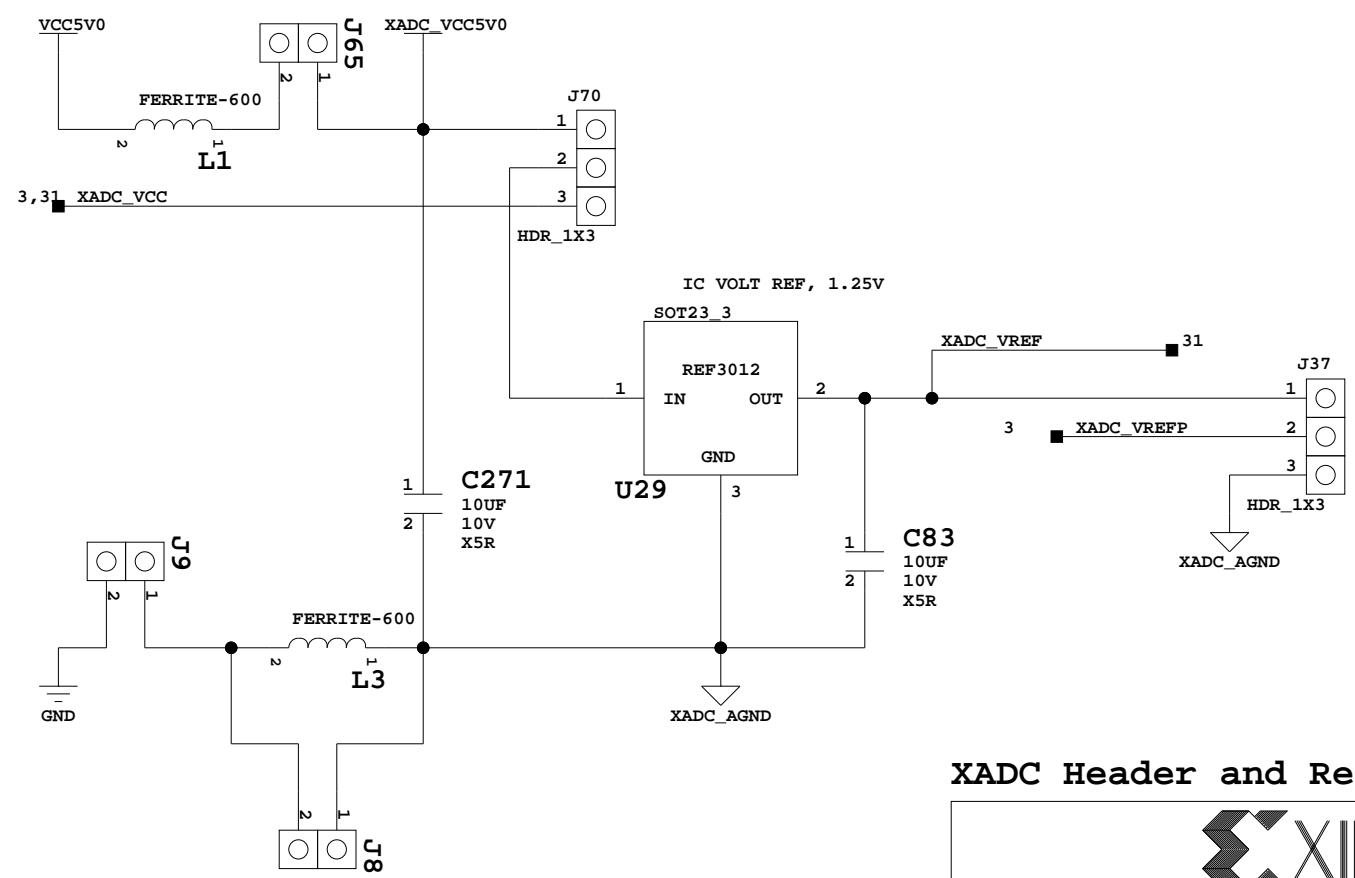 VCC5V0
J65
XADC_VCC5V0
2
1
FERRITE-600
2
1
L1
J70
1
2
3
3,31
XADC_VCC
HDR_1X3
IC VOLT REF, 1.25V
SOT23_3
REF3012
1
IN
OUT
2
GND
U29
3
XADC_VREF
31
J37
1
3
XADC_VREFP
2
3
HDR_1X3
XADC_AGND
1
C271
10UF
2
10V
X5R
1
C83
10UF
2
10V
X5R
J9
2
1
FERRITE-600
2
1
L3
GND
XADC_AGND
2
1
J8
XADC Header and Re